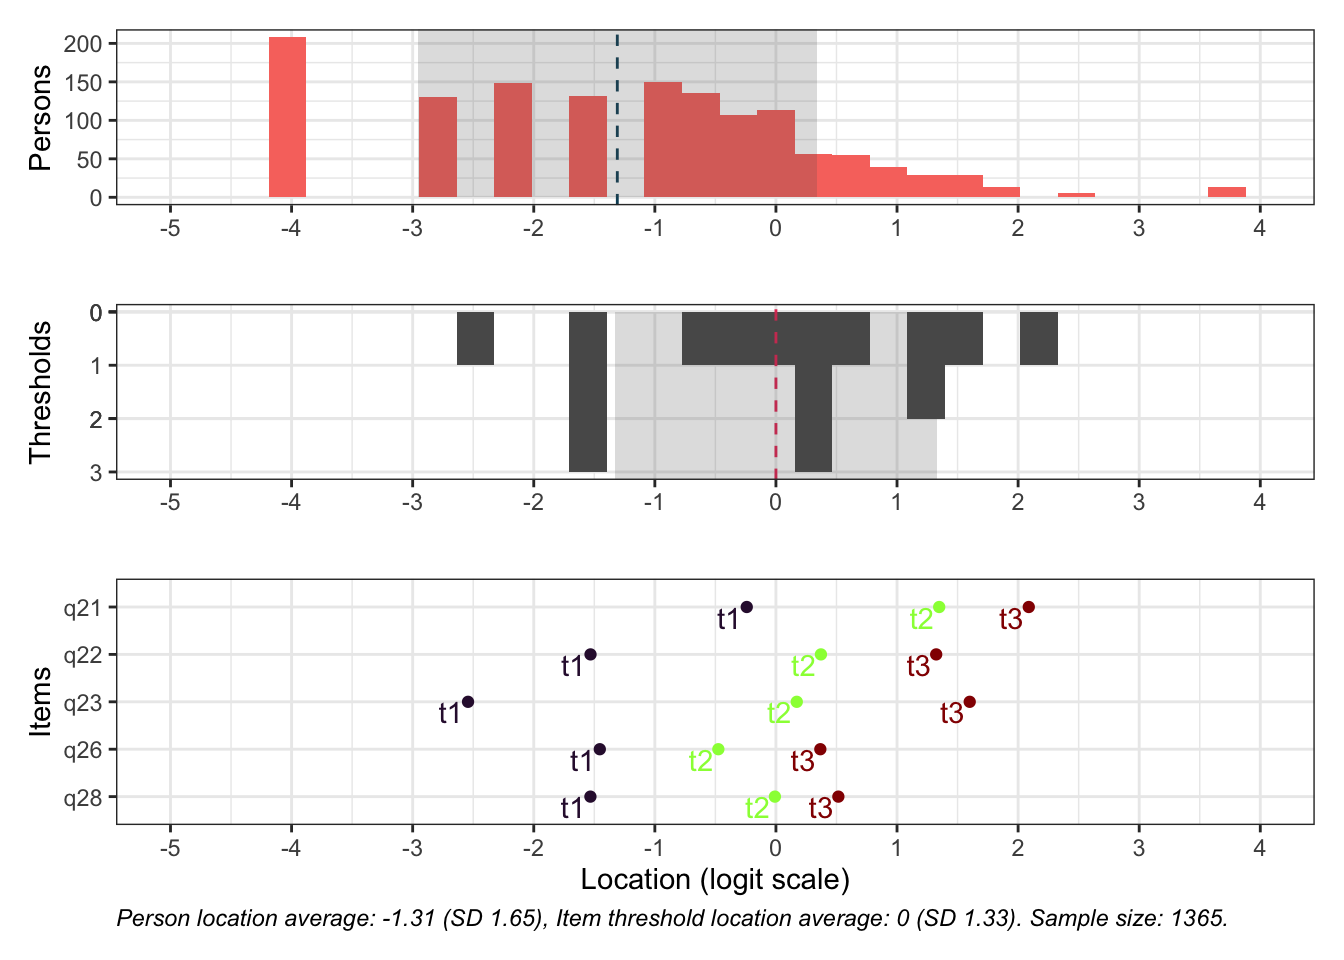 Persons
200
150
100
50
0
-5 -4 -3 -2 -1 0 1 2 3 4
Thresholds
0
1
2
3
-5 -4 -3 -2 -1 0 1 2 3 4
Items
q21 t1 t2 t3
q22 t1 t2 t3
q23 t1 t2 t3
q26 t1 t2 t3
q28 t1 t2 t3
-5 -4 -3 -2 -1 0 1 2 3 4
Location (logit scale)
Person location average: -1.31 (SD 1.65), Item threshold location average: 0 (SD 1.33). Sample size: 1365.